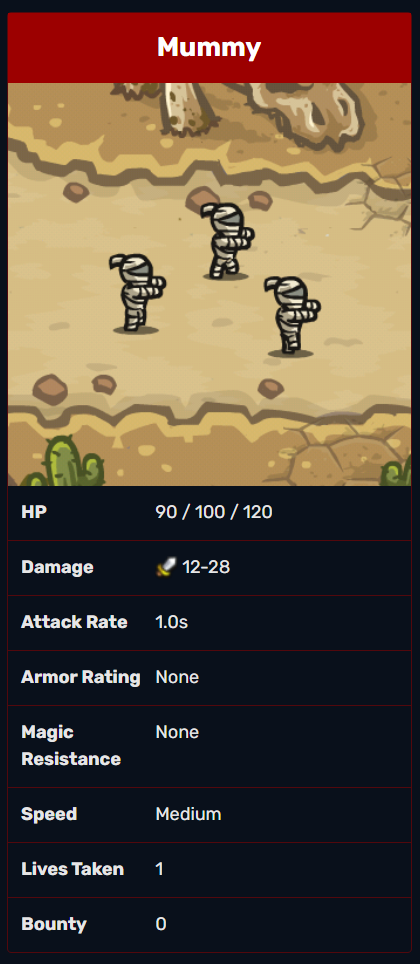 Mummy
HP 90 / 100 / 120
Damage 12-28
Attack Rate 1.0s
Armor Rating None
Magic None
Resistance
Speed Medium
Lives Taken 1
Bounty 0